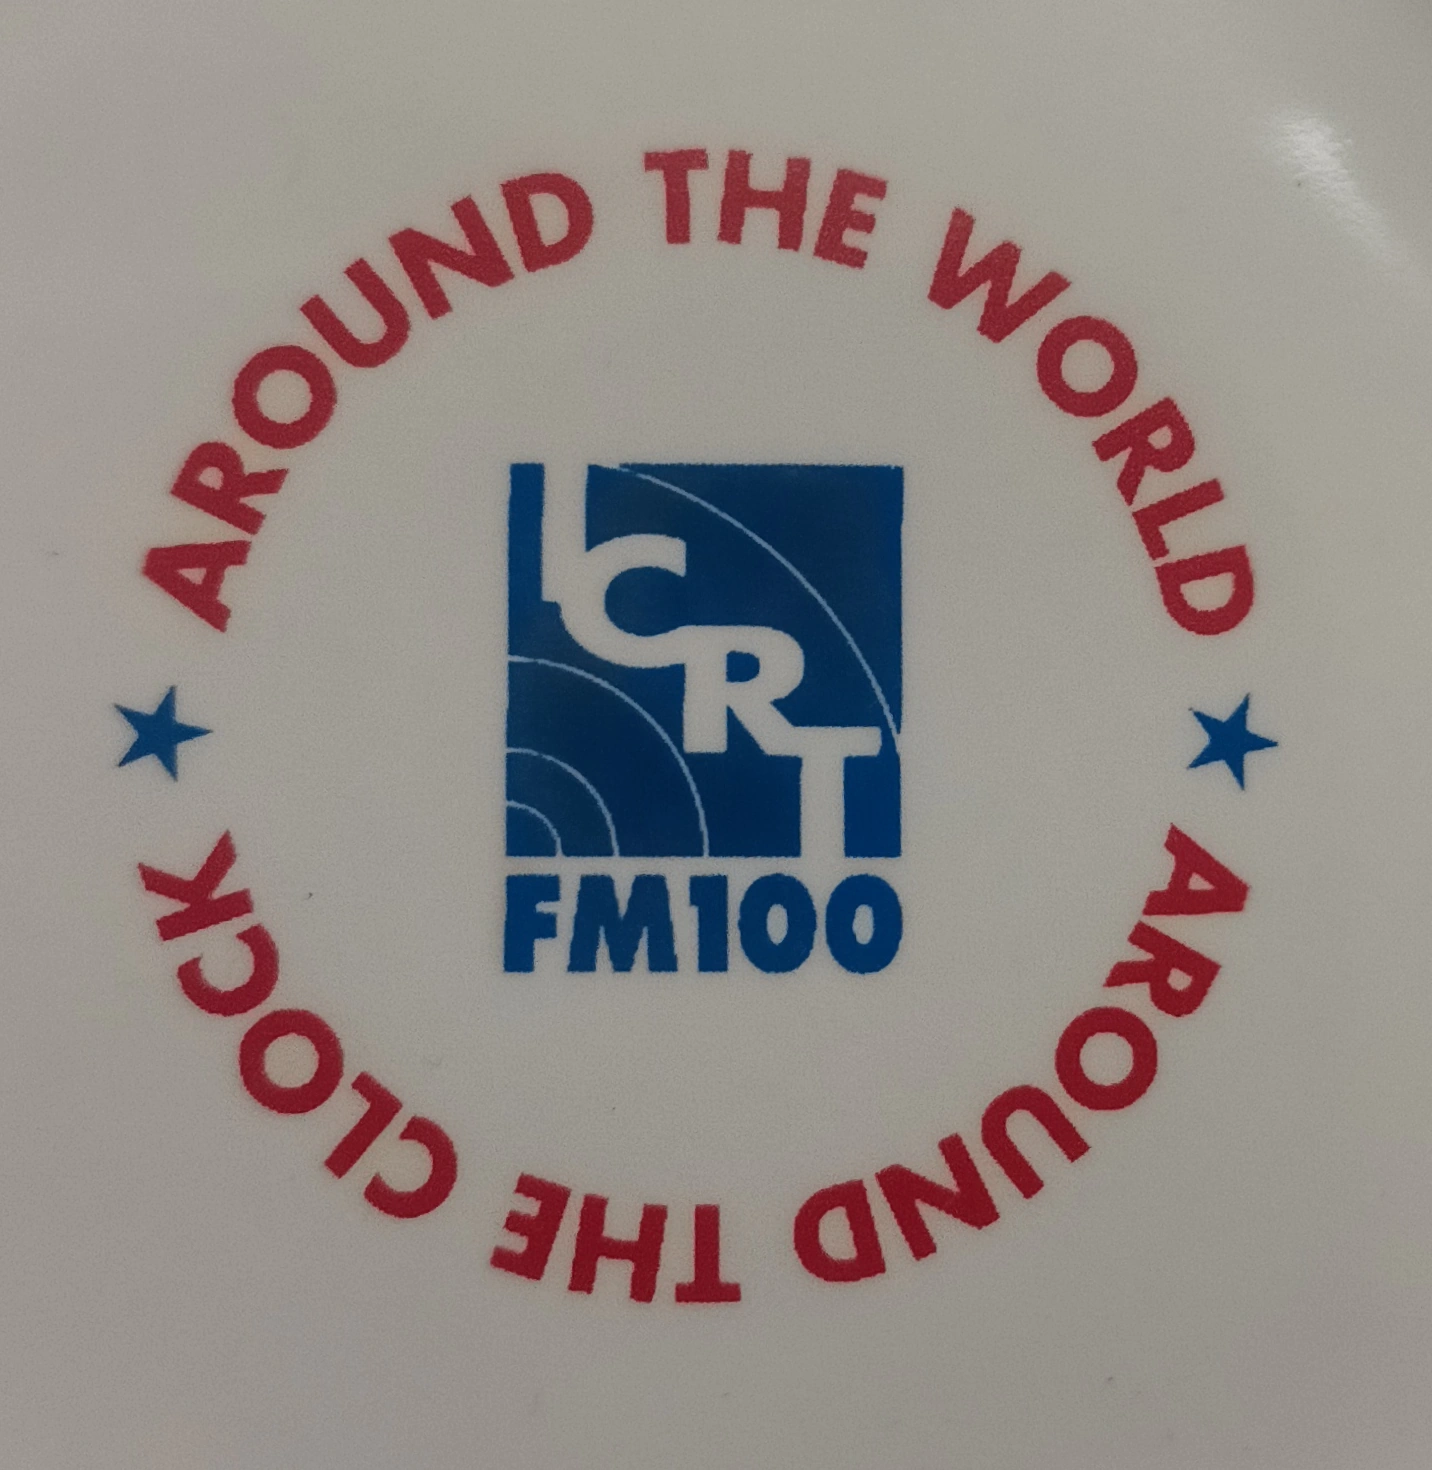 AROUND THE WORLD
ICRT
FM100
AROUND THE CLOCK